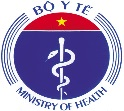 BỘ Y TẾ
MINISTRY OF HEALTH